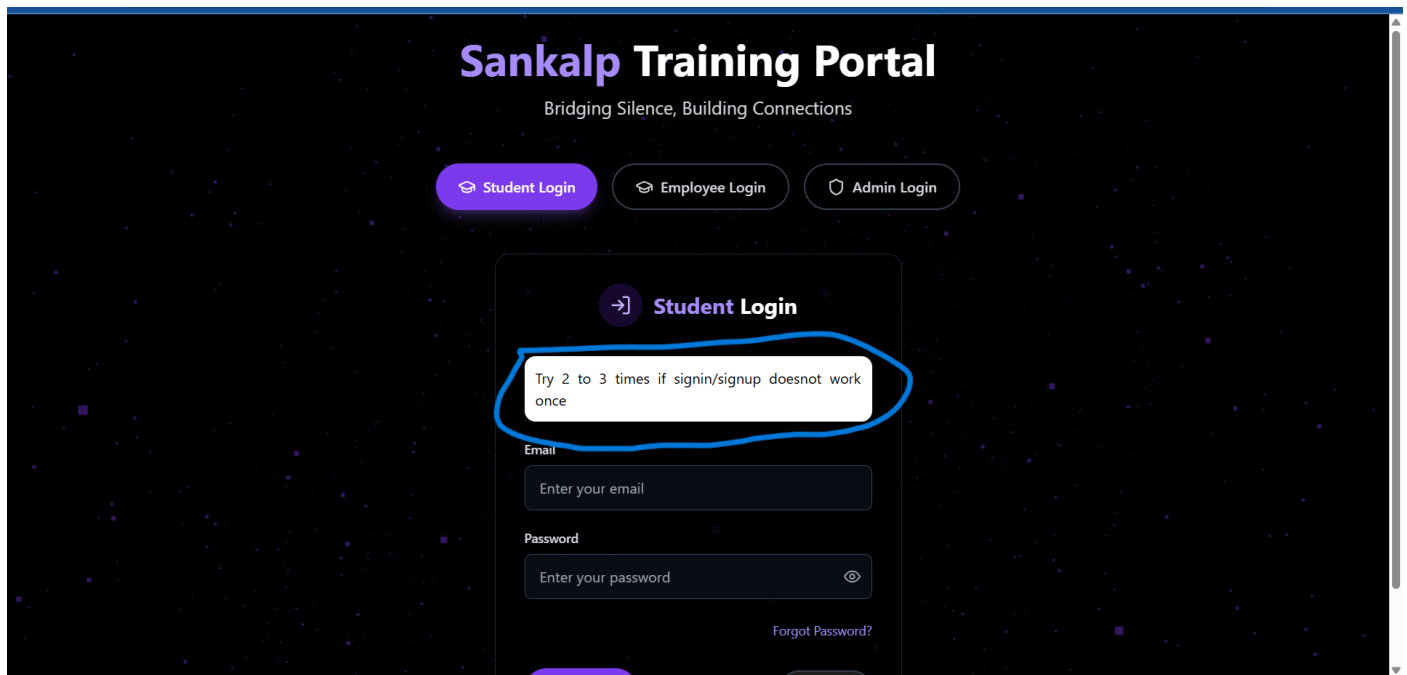 Sankalp Training Portal
Bridging Silence, Building Connections
Student Login
Employee Login
Admin Login
Student Login
Try 2 to 3 times if signin/signup doesnot work
once
Email
Enter your email
Password
Enter your password
Forgot Password?